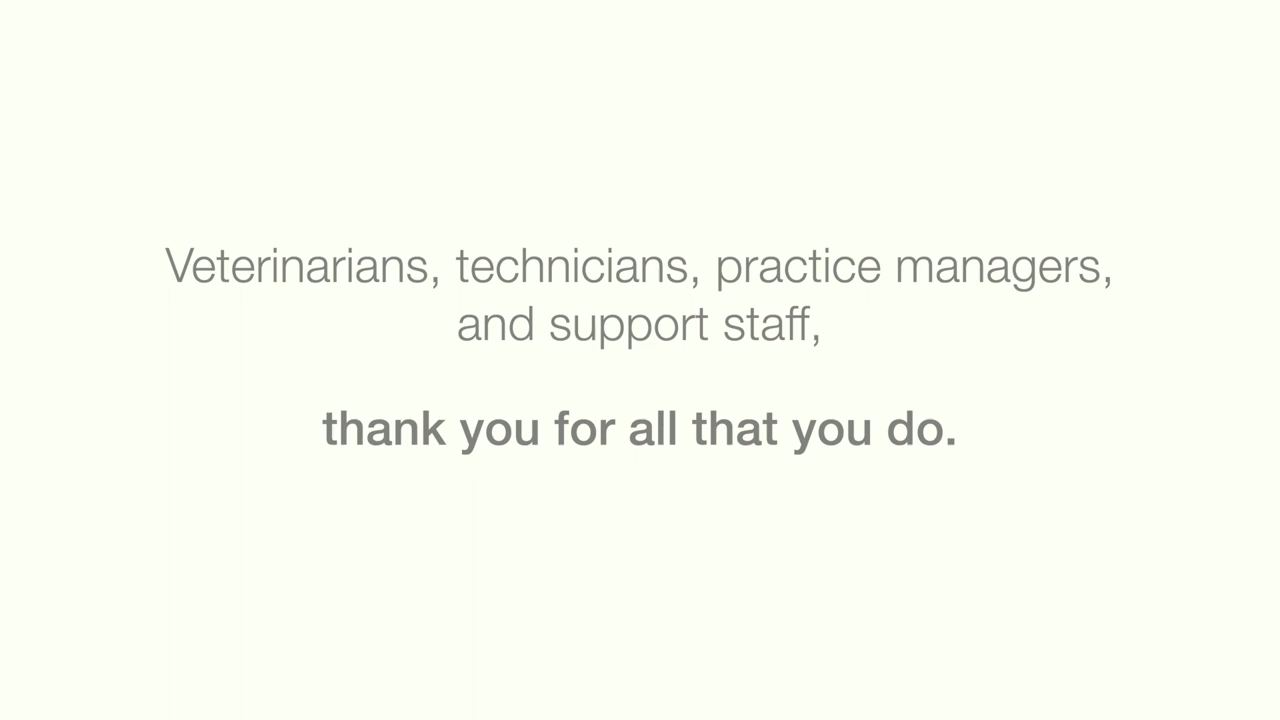 Veterinarians, technicians, practice managers,
and support staff,
thank you for all that you do.